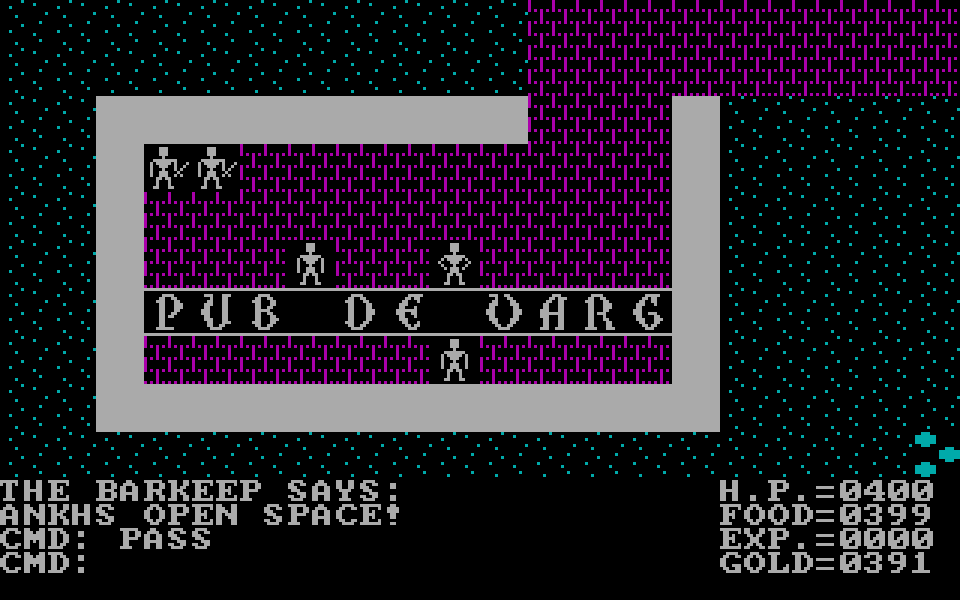 PUB DE VARG
THE BARKEEP SAYS:
ANKHS OPEN SPACE!
CMD: PASS
CMD:
H.P.=0400
FOOD=0399
EXP.=0000
GOLD=0391